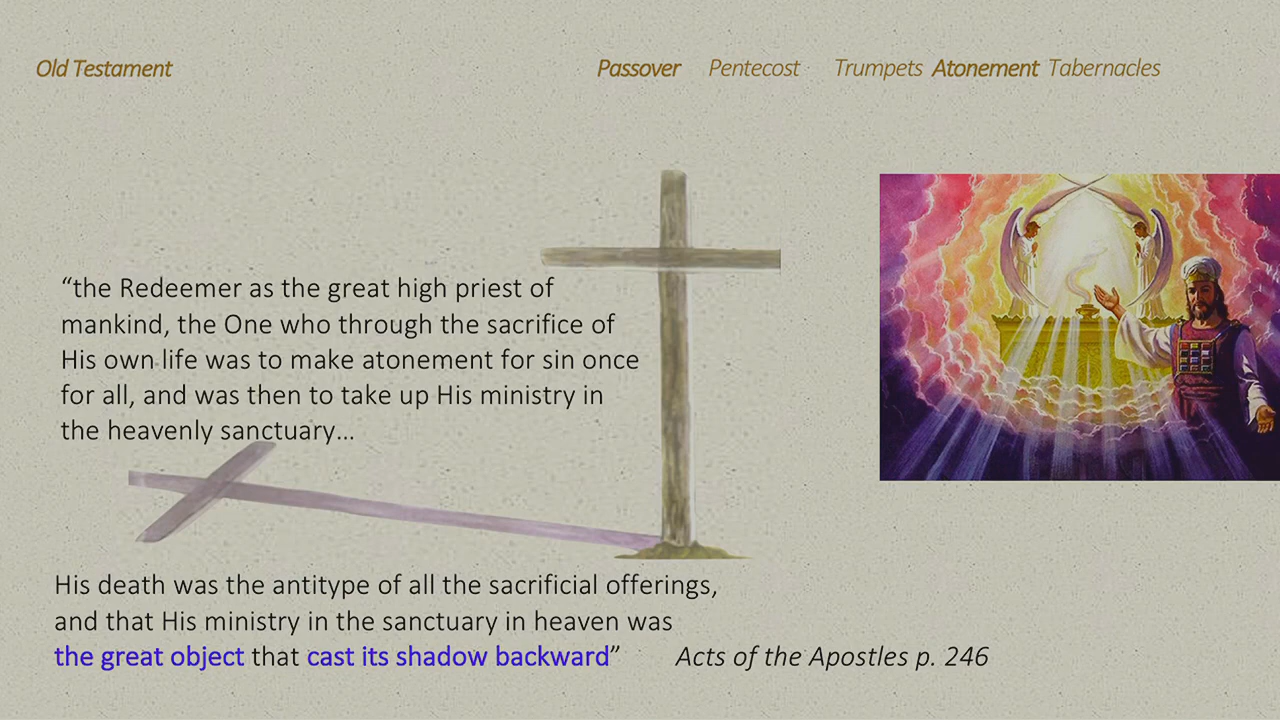 Old Testament Passover Pentecost Trumpets Atonement Tabernacles
“the Redeemer as the great high priest of
mankind, the One who through the sacrifice of
His own life was to make atonement for sin once
for all, and was then to take up His ministry in
the heavenly sanctuary…
His death was the antitype of all the sacrificial offerings,
and that His ministry in the sanctuary in heaven was
the great object that cast its shadow backward” Acts of the Apostles p. 246